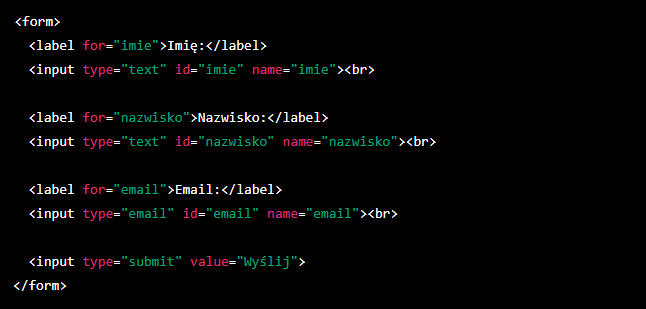 <form>
<label for="imie">Imię:</label>
<input type="text" id="imie" name="imie"><br>
<label for="nazwisko">Nazwisko:</label>
<input type="text" id="nazwisko" name="nazwisko"><br>
<label for="email">Email:</label>
<input type="email" id="email" name="email"><br>
<input type="submit" value="Wyślij">
</form>